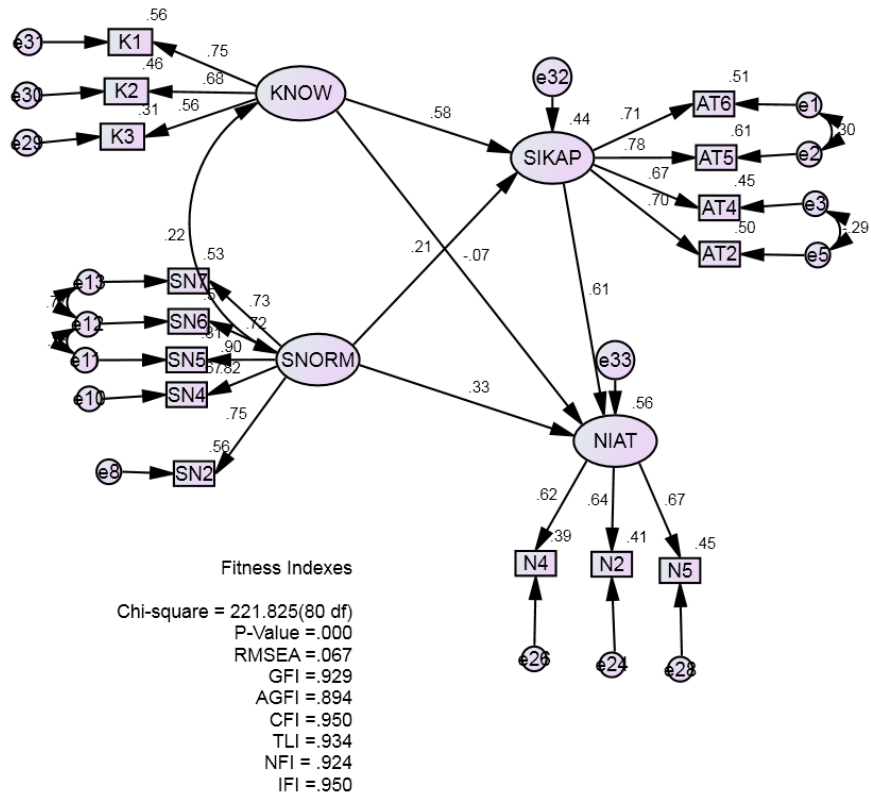 .56
e31
K1
.75
.46
e30
K2
.68
.31
e29
K3
.56
KNOW
.58
e32
.44
SIKAP
.51
.71
AT6
e1
.30
.61
.78
AT5
e2
.67
.45
AT4
e3
.70
.50
-.29
AT2
e5
.22
.21
-.07
.61
.53
e13
SN7
.73
e12
SN6
.72
.81
e11
SN5
.90
SNORM
.67
.82
e10
SN4
.75
.56
e8
SN2
.33
e33
.56
NIAT
.62
.64
.67
.39
.41
.45
N4
N2
N5
e26
e24
e28
Fitness Indexes
Chi-square = 221.825(80 df)
P-Value =.000
RMSEA =.067
GFI =.929
AGFI =.894
CFI =.950
TLI =.934
NFI = .924
IFI =.950